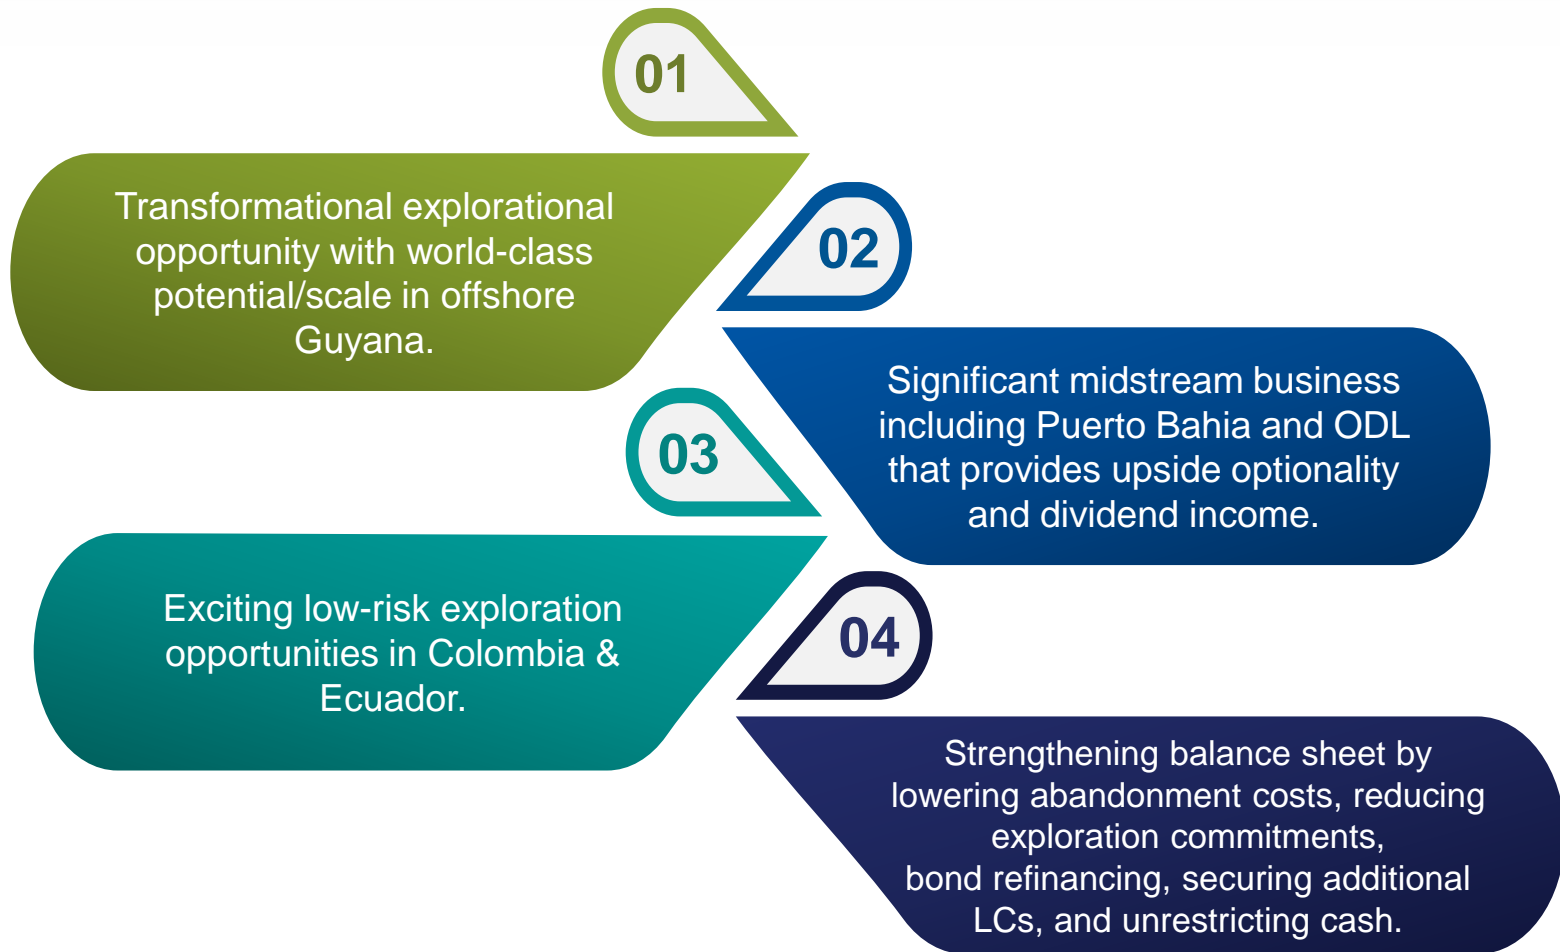 01
Transformational explorational
opportunity with world-class
potential/scale in offshore
Guyana.
02
Significant midstream business
including Puerto Bahia and ODL
that provides upside optionality
and dividend income.
03
Exciting low-risk exploration
opportunities in Colombia &
Ecuador.
04
Strengthening balance sheet by
lowering abandonment costs, reducing
exploration commitments,
bond refinancing, securing additional
LCs, and unrestricting cash.